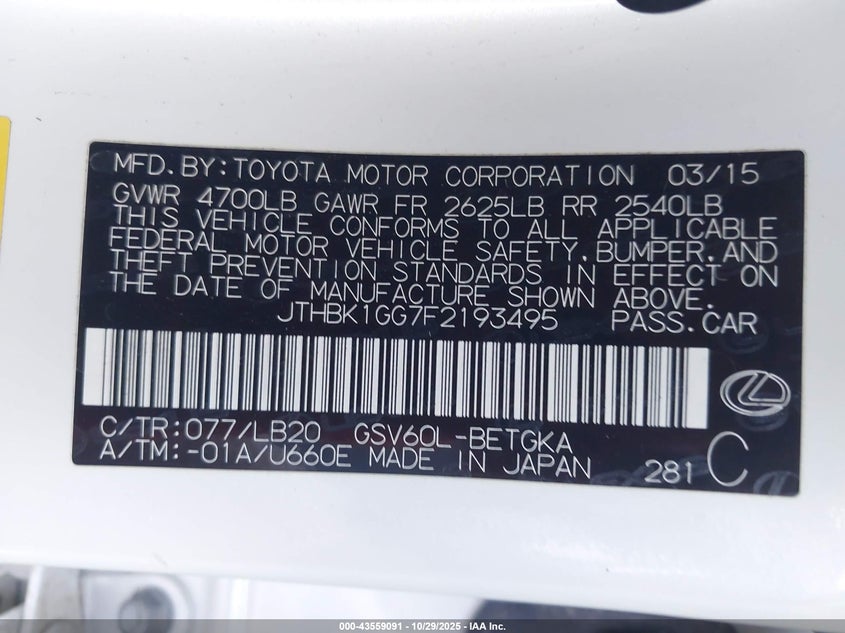 MFD.BY:TOYOTA MOTOR CORPORATION 03/15
GVWR 4700LB GAWR FR 2625LB RR 2540LB
THIS VEHICLE CONFORMS TO ALL APPLICABLE
FEDERAL MOTOR VEHICLE SAFETY,BUMPER,AND
THEFT PREVENTION STANDARDS IN EFFECT ON
THE DATE OF MANUFACTURE SHOWN ABOVE.
JTHBK1GG7F2193495 PASS.CAR
C/TR:077/LB20 GSV60L-BETGKA
A/TM:-01A/U660E MADE IN JAPAN 281 C
000-43559091 - 10/29/2025 - IAA Inc.